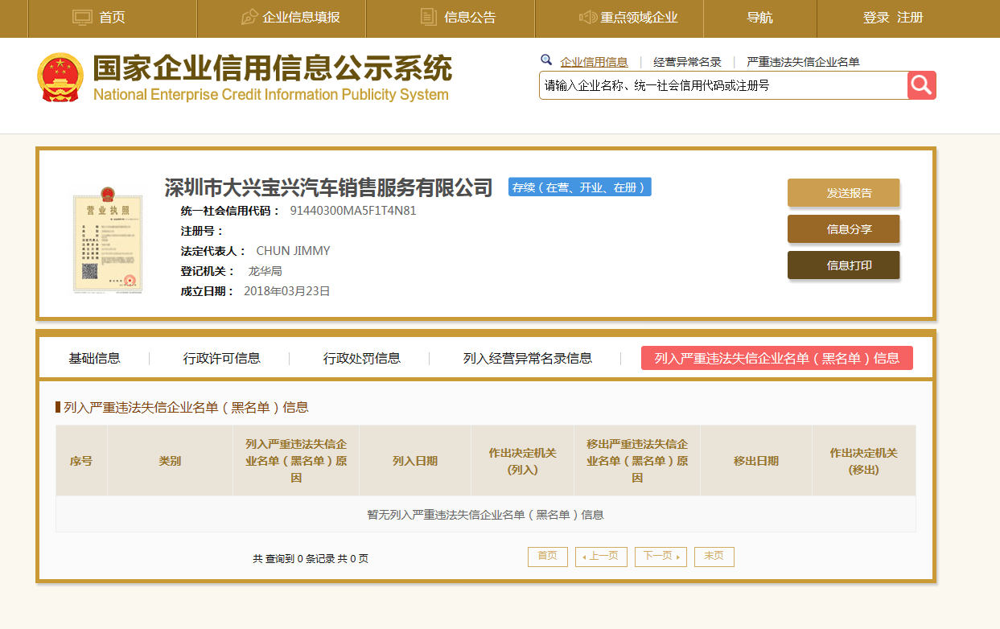 首页
企业信息填报
信息公告
重点领域企业
导航
登录 注册
国家企业信用信息公示系统
National Enterprise Credit Information Publicity System
企业信用信息 | 经营异常名录 | 严重违法失信企业名单
请输入企业名称、统一社会信用代码或注册号
营业执照
深圳市大兴宝兴汽车销售服务有限公司
存续（在营、开业、在册）
统一社会信用代码： 91440300MA5F1T4N81
注册号：
法定代表人： CHUN JIMMY
登记机关： 龙华局
成立日期： 2018年03月23日
发送报告
信息分享
信息打印
基础信息
行政许可信息
行政处罚信息
列入经营异常名录信息
列入严重违法失信企业名单（黑名单）信息
列入严重违法失信企业名单（黑名单）信息
序号
类别
列入严重违法失信企
业名单（黑名单）原
因
列入日期
作出决定机关
(列入)
移出严重违法失信企
业名单（黑名单）原
因
移出日期
作出决定机关
(移出)
暂无列入严重违法失信企业名单（黑名单）信息
共 查询到 0 条记录 共 0 页
首页
上一页
下一页
末页